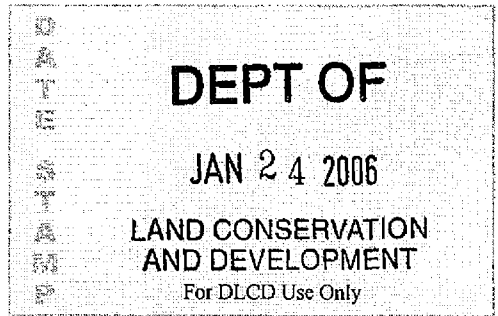 DATE STAMP
DEPT OF
JAN 24 2006
LAND CONSERVATION
AND DEVELOPMENT
For DLCD Use Only